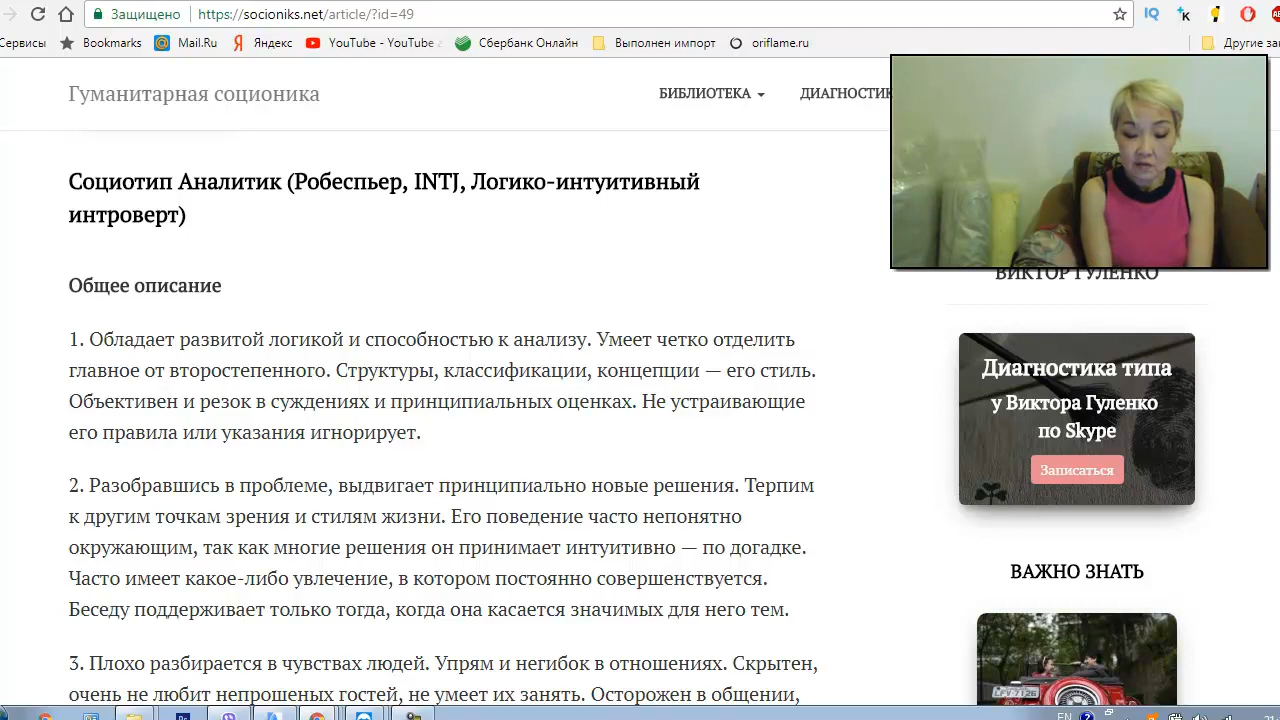 Защищено
https://socioniks.net/article/?id=49
Сервисы
Bookmarks
Mail.Ru
Яндекс
YouTube - YouTube
Сбербанк Онлайн
Выполнен импорт
oriflame.ru
Гуманитарная соционика
БИБЛИОТЕКА
Социотип Аналитик (Робеспьер, INTJ, Логико-интуитивный
интроверт)
Общее описание
1. Обладает развитой логикой и способностью к анализу. Умеет четко отделить
главное от второстепенного. Структуры, классификации, концепции — его стиль.
Объективен и резок в суждениях и принципиальных оценках. Не устраивающие
его правила или указания игнорирует.
2. Разобравшись в проблеме, выдвигает принципиально новые решения. Терпим
к другим точкам зрения и стилям жизни. Его поведение часто непонятно
окружающим, так как многие решения он принимает интуитивно — по догадке.
Часто имеет какое-либо увлечение, в котором постоянно совершенствуется.
Беседу поддерживает только тогда, когда она касается значимых для него тем.
3. Плохо разбирается в чувствах людей. Упрям и негибок в отношениях. Скрытен,
очень не любит непрошеных гостей, не умеет их занять. Осторожен в общении,
ВИКТОР ГУЛЕНКО
Диагностика типа
у Виктора Гуленко
по Skype
Записаться
ВАЖНО ЗНАТЬ
EN